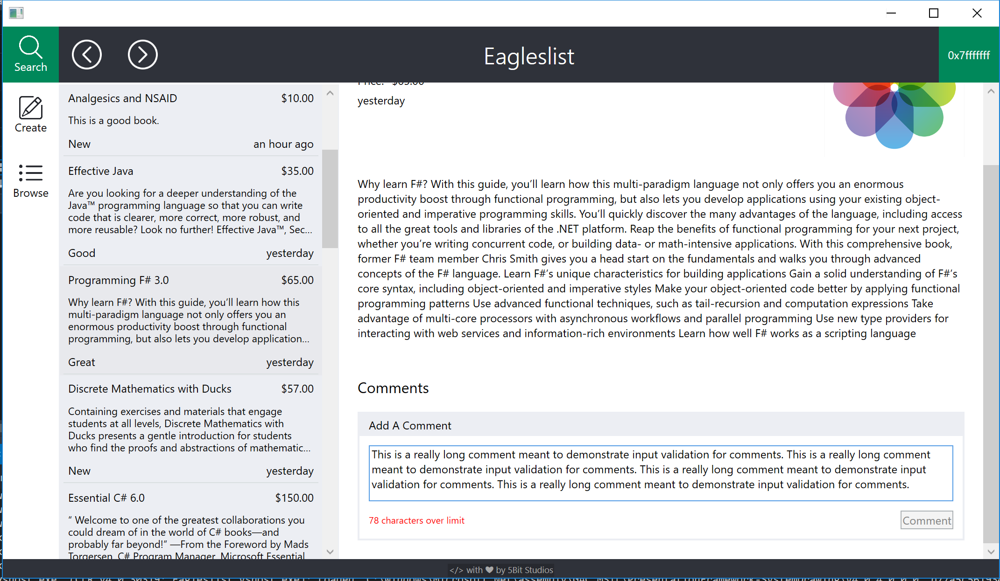 Search
Eagleslist
0x7fffffff
Create
Browse
Analgesics and NSAID $10.00
This is a good book.
New an hour ago
Effective Java $35.00
Are you looking for a deeper understanding of the
Java™ programming language so that you can write
code that is clearer, more correct, more robust, and
more reusable? Look no further! Effective Java™, Sec...
Good yesterday
Programming F# 3.0 $65.00
Why learn F#? With this guide, you’ll learn how this
multi-paradigm language not only offers you an
enormous productivity boost through functional
programming, but also lets you develop application...
Great yesterday
Discrete Mathematics with Ducks $57.00
Containing exercises and materials that engage
students at all levels, Discrete Mathematics with
Ducks presents a gentle introduction for students
who find the proofs and abstractions of mathematic...
New yesterday
Essential C# 6.0 $150.00
“ Welcome to one of the greatest collaborations you
could dream of in the world of C# books—and
probably far beyond!” —From the Foreword by Mads
Torgersen, C# Program Manager, Microsoft Essential
Price: $65.00
yesterday
Why learn F#? With this guide, you’ll learn how this multi-paradigm language not only offers you an enormous
productivity boost through functional programming, but also lets you develop applications using your existing object-
oriented and imperative programming skills. You’ll quickly discover the many advantages of the language, including access
to all the great tools and libraries of the .NET platform. Reap the benefits of functional programming for your next project,
whether you’re writing concurrent code, or building data- or math-intensive applications. With this comprehensive book,
former F# team member Chris Smith gives you a head start on the fundamentals and walks you through advanced
concepts of the F# language. Learn F#’s unique characteristics for building applications Gain a solid understanding of F#’s
core syntax, including object-oriented and imperative styles Make your object-oriented code better by applying functional
programming patterns Use advanced functional techniques, such as tail-recursion and computation expressions Take
advantage of multi-core processors with asynchronous workflows and parallel programming Use new type providers for
interacting with web services and information-rich environments Learn how well F# works as a scripting language
Comments
Add A Comment
This is a really long comment meant to demonstrate input validation for comments. This is a really long comment
meant to demonstrate input validation for comments. This is a really long comment meant to demonstrate input
validation for comments. This is a really long comment meant to demonstrate input validation for comments.
78 characters over limit
Comment
</> with ♥ by 5Bit Studios